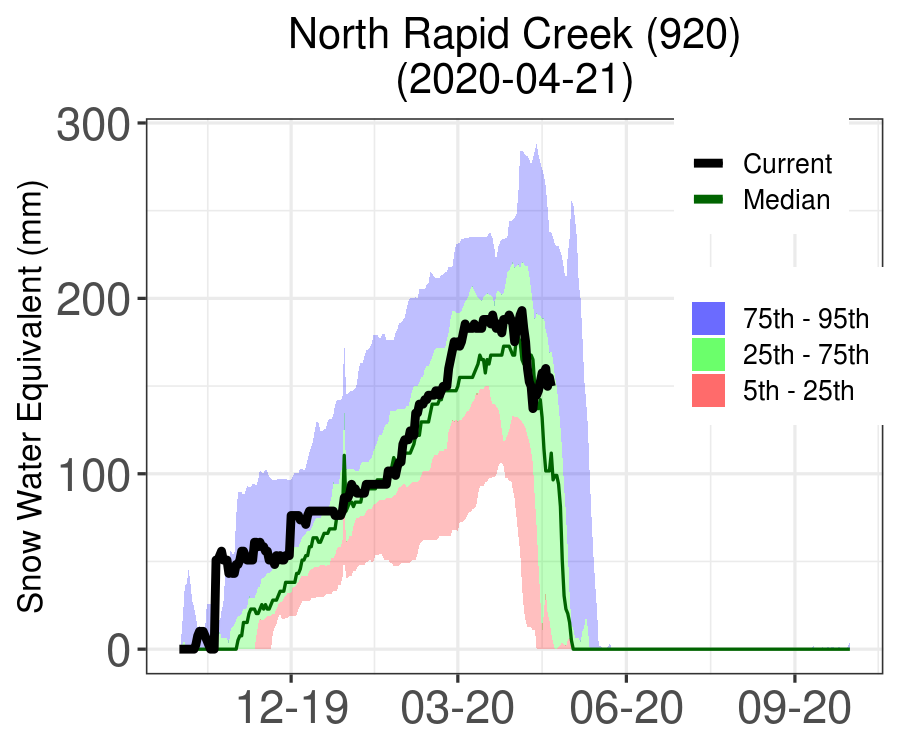 North Rapid Creek (920)
(2020-04-21)
Snow Water Equivalent (mm)
300
200
100
0
12-19
03-20
06-20
09-20
Current
Median
75th - 95th
25th - 75th
5th - 25th